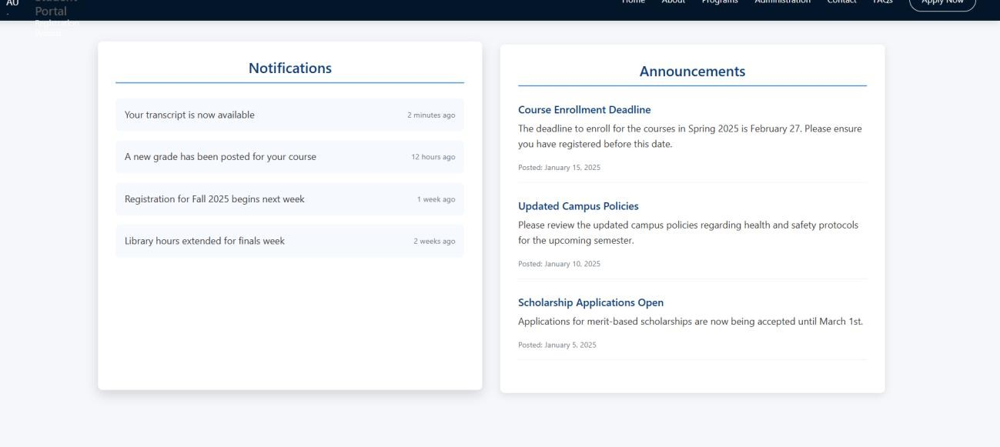 AU
Student
Portal
Registration
System
Home About Programs Administration Contact FAQs Apply Now
Notifications
Your transcript is now available 2 minutes ago
A new grade has been posted for your course 12 hours ago
Registration for Fall 2025 begins next week 1 week ago
Library hours extended for finals week 2 weeks ago
Announcements
Course Enrollment Deadline
The deadline to enroll for the courses in Spring 2025 is February 27. Please ensure
you have registered before this date.
Posted: January 15, 2025
Updated Campus Policies
Please review the updated campus policies regarding health and safety protocols
for the upcoming semester.
Posted: January 10, 2025
Scholarship Applications Open
Applications for merit-based scholarships are now being accepted until March 1st.
Posted: January 5, 2025